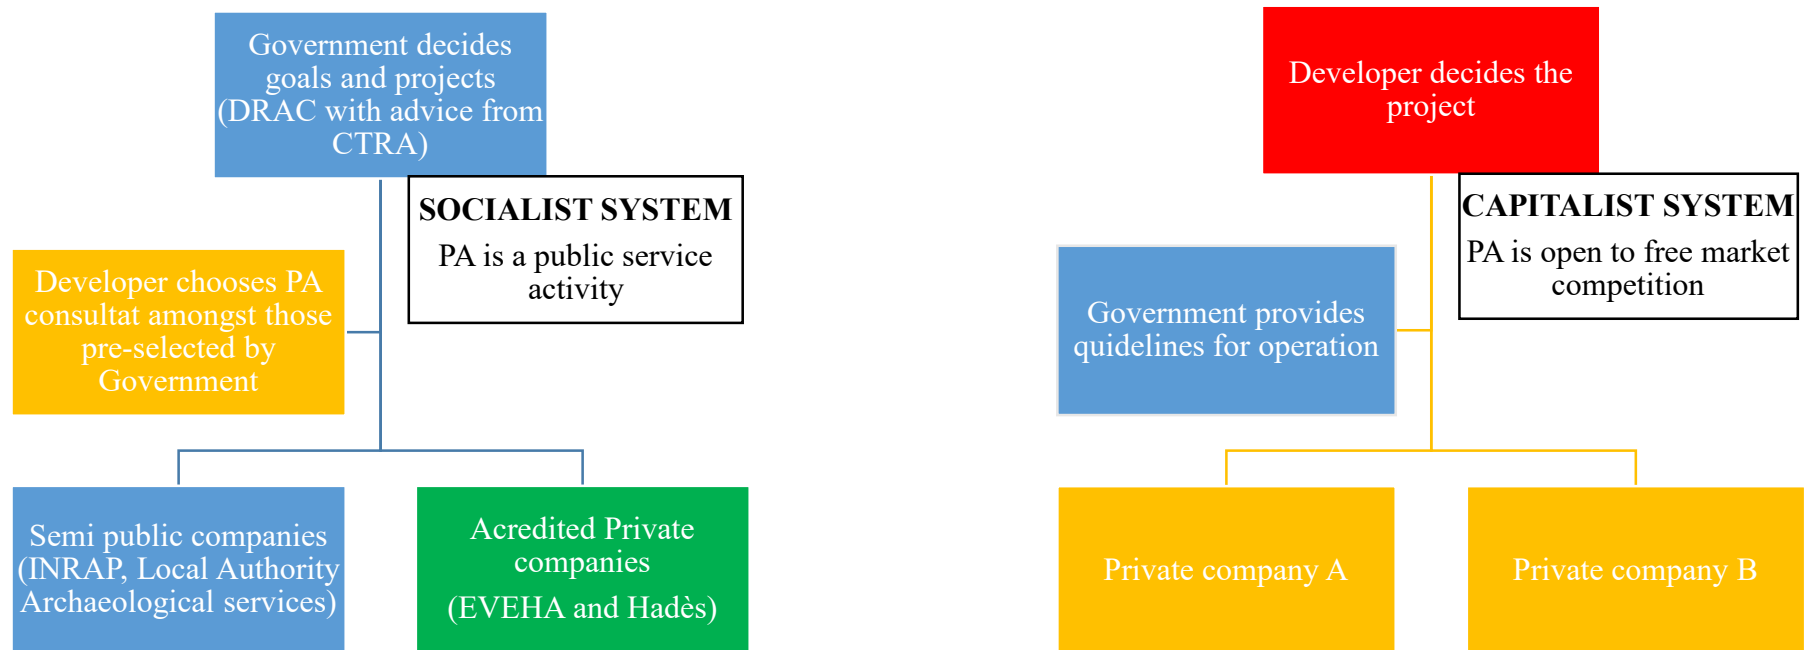 Government decides
goals and projects
(DRAC with advice from
CTRA)
SOCIALIST SYSTEM
PA is a public service
activity
Developer chooses PA
consultat amongst those
pre-selected by
Government
Semi public companies
(INRAP, Local Authority
Archaeological services)
Acredited Private
companies
(EVEHA and Hadès)
Developer decides the
project
CAPITALIST SYSTEM
PA is open to free market
competition
Government provides
quidelines for operation
Private company A
Private company B